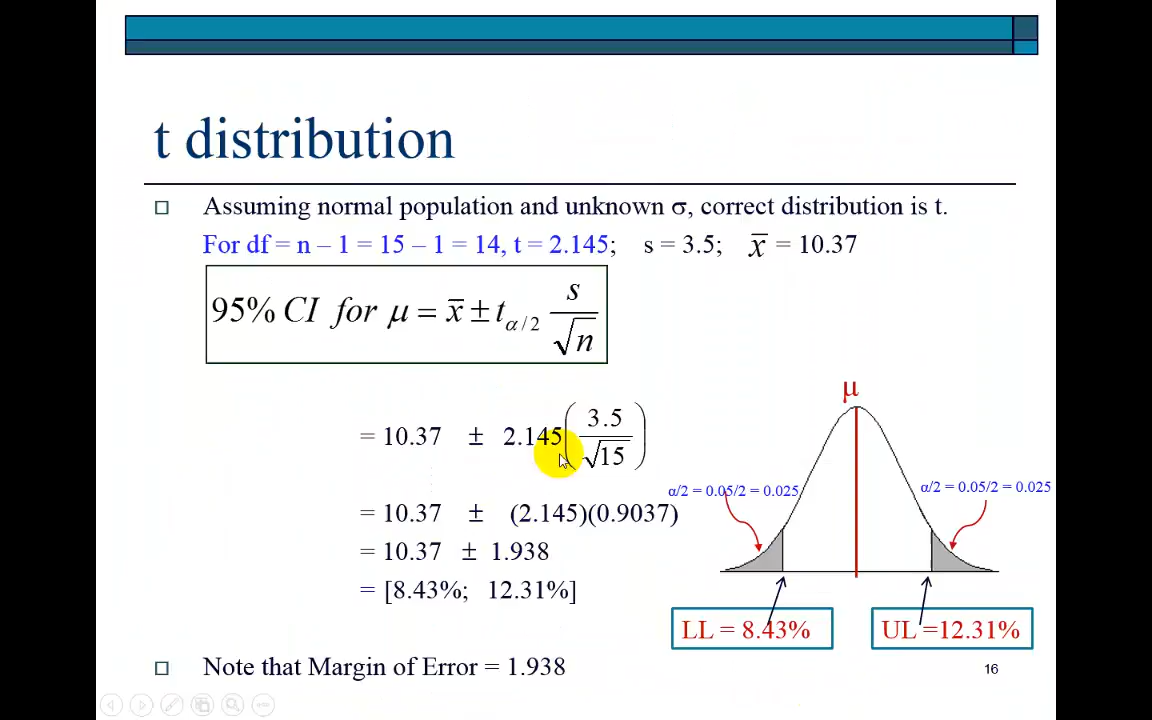 t distribution
Assuming normal population and unknown σ, correct distribution is t.
For df = n – 1 = 15 – 1 = 14, t = 2.145; s = 3.5; x̅ = 10.37
95% CI for μ = x̅ ± t α/2 s/√n
= 10.37 ± 2.145 (3.5/√15)
= 10.37 ± (2.145)(0.9037)
= 10.37 ± 1.938
= [8.43%; 12.31%]
μ
α/2 = 0.05/2 = 0.025
α/2 = 0.05/2 = 0.025
LL = 8.43%
UL =12.31%
Note that Margin of Error = 1.938
16